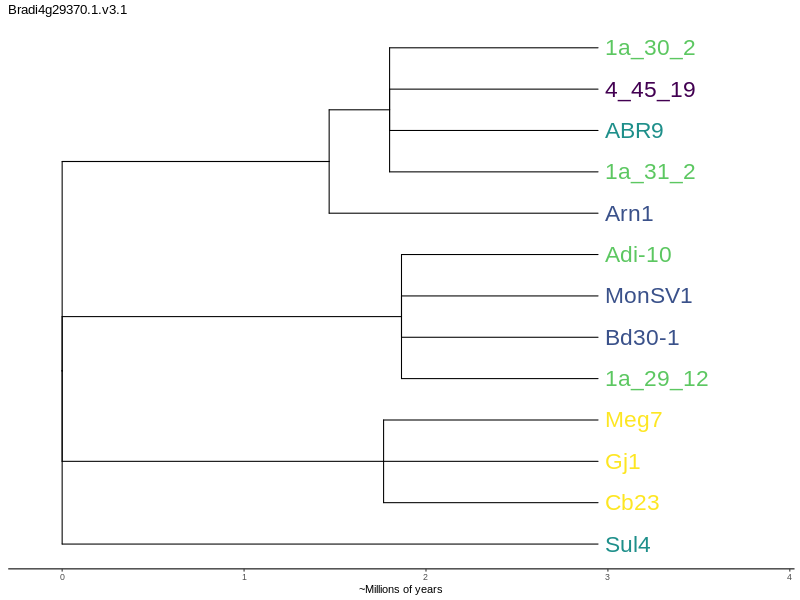 Bradi4g29370.1.v3.1
1a_30_2
4_45_19
ABR9
1a_31_2
Arn1
Adi-10
MonSV1
Bd30-1
1a_29_12
Meg7
Gj1
Cb23
Sul4
0 1 2 3 4
~Millions of years